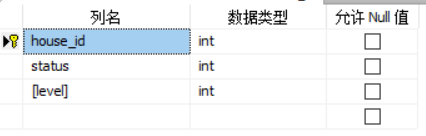 列名 数据类型 允许 Null 值
house_id int
status int
[level] int